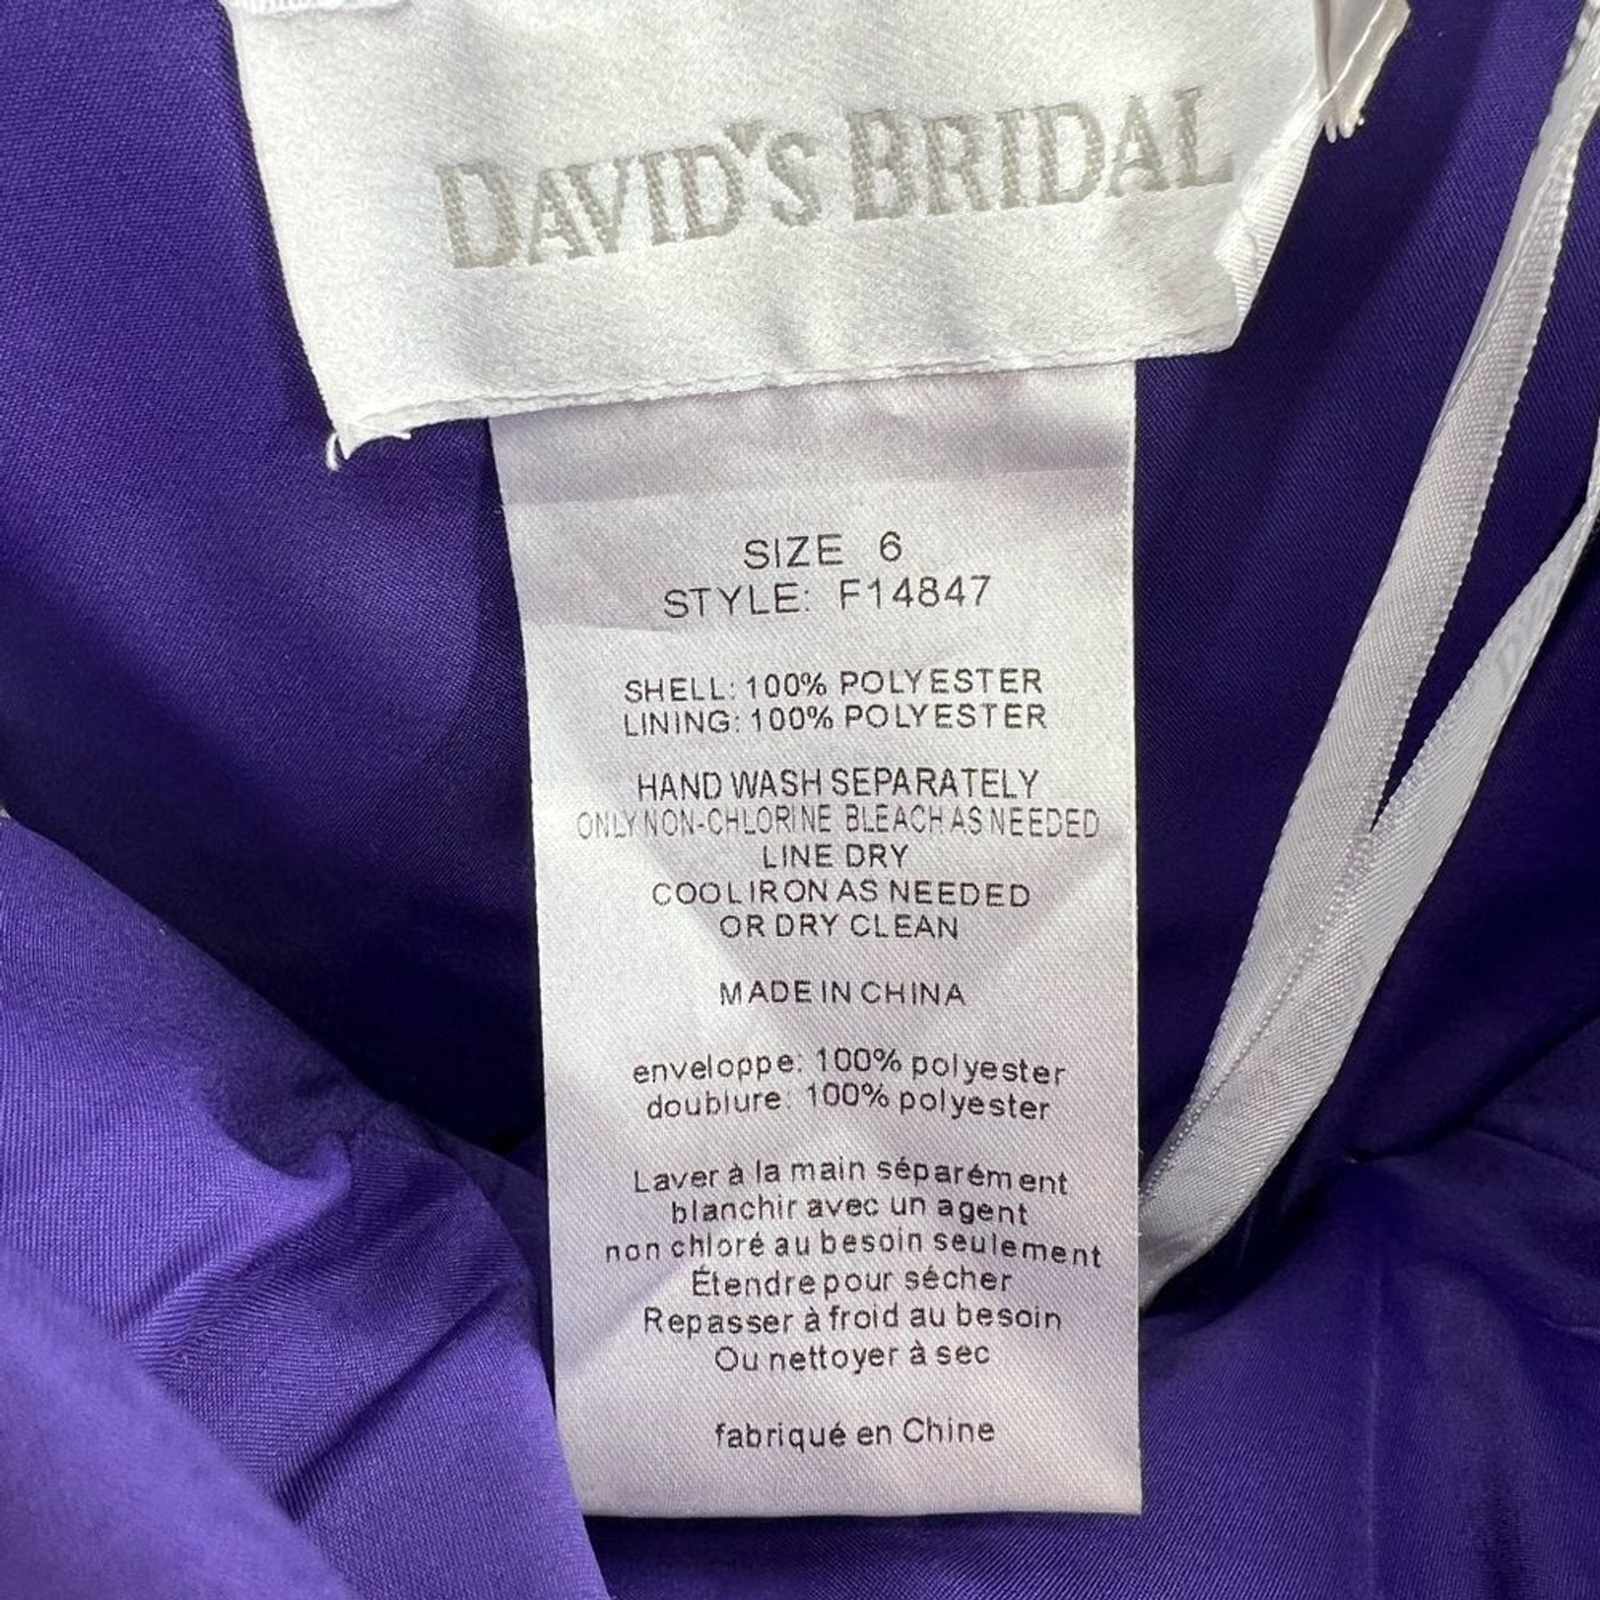 DAVID'S BRIDAL
SIZE 6
STYLE: F14847
SHELL: 100% POLYESTER
LINING: 100% POLYESTER
HAND WASH SEPARATELY
ONLY NON-CHLORINE BLEACH AS NEEDED
LINE DRY
COOL IRON AS NEEDED
OR DRY CLEAN
MADE IN CHINA
enveloppe: 100% polyester
doublure: 100% polyester
Laver à la main séparément
blanchir avec un agent
non chloré au besoin seulement
Étendre pour sécher
Repasser à froid au besoin
Ou nettoyer à sec
fabriqué en Chine